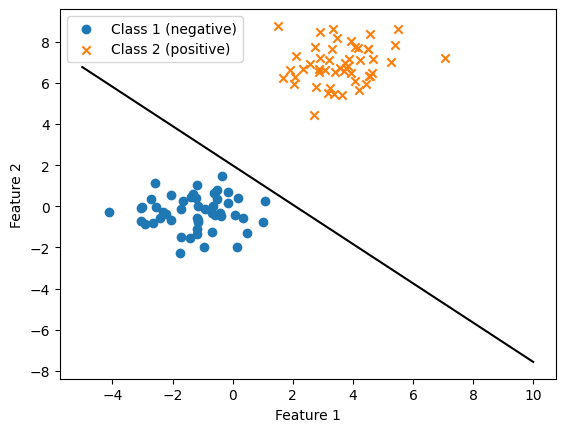 Class 1 (negative)
Class 2 (positive)
8
6
4
2
0
−2
−4
−6
−8
Feature 2
−4 −2 0 2 4 6 8 10
Feature 1